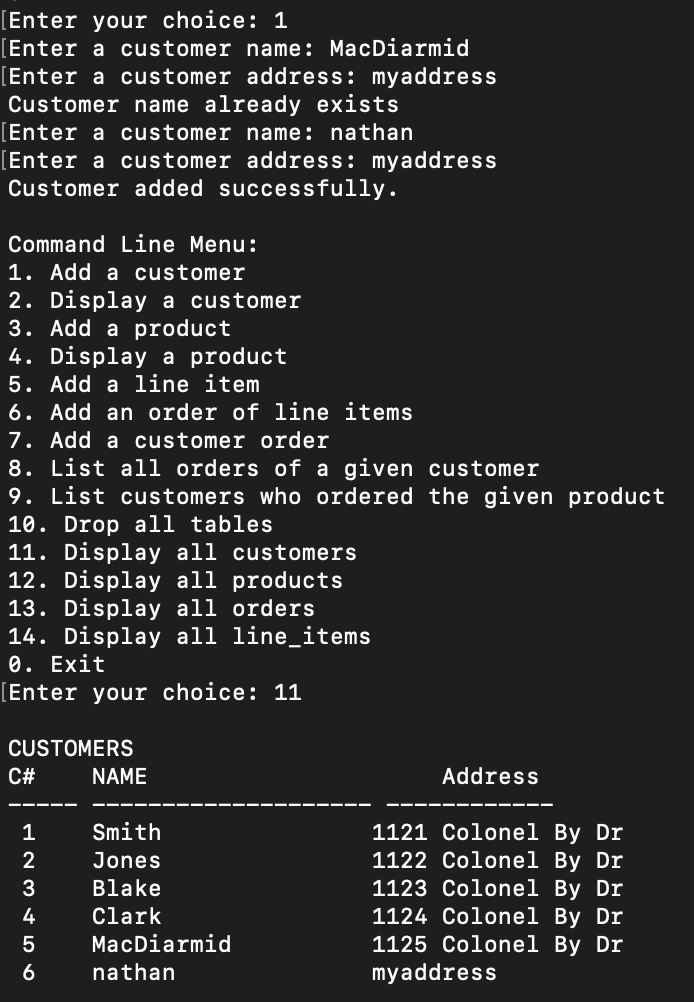 [Enter your choice: 1
[Enter a customer name: MacDiarmid
[Enter a customer address: myaddress
Customer name already exists
[Enter a customer name: nathan
[Enter a customer address: myaddress
Customer added successfully.

Command Line Menu:
1. Add a customer
2. Display a customer
3. Add a product
4. Display a product
5. Add a line item
6. Add an order of line items
7. Add a customer order
8. List all orders of a given customer
9. List customers who ordered the given product
10. Drop all tables
11. Display all customers
12. Display all products
13. Display all orders
14. Display all line_items
0. Exit
[Enter your choice: 11

CUSTOMERS
C#    NAME                     Address
----- -------------------- ------------
 1    Smith               1121 Colonel By Dr
 2    Jones               1122 Colonel By Dr
 3    Blake               1123 Colonel By Dr
 4    Clark               1124 Colonel By Dr
 5    MacDiarmid          1125 Colonel By Dr
 6    nathan              myaddress